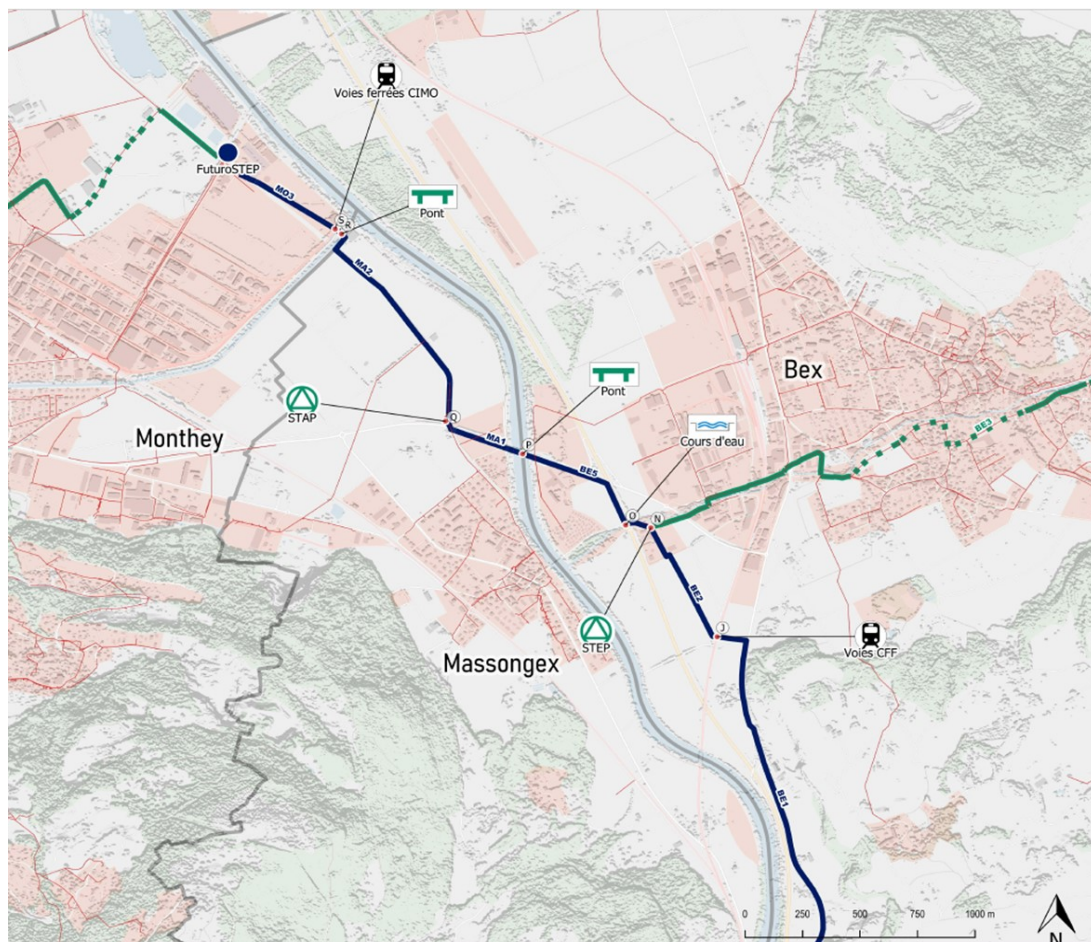 Voies ferrées CIMO
FuturoSTEP
MO3
S
R
Pont
MA2
Bex
Pont
STAP
Q
Monthey
MA1
P
Cours d'eau
BE3
BE5
O
N
BE2
J
STEP
Voies CFF
Massongex
BE1
0 250 500 750 1000 m
N